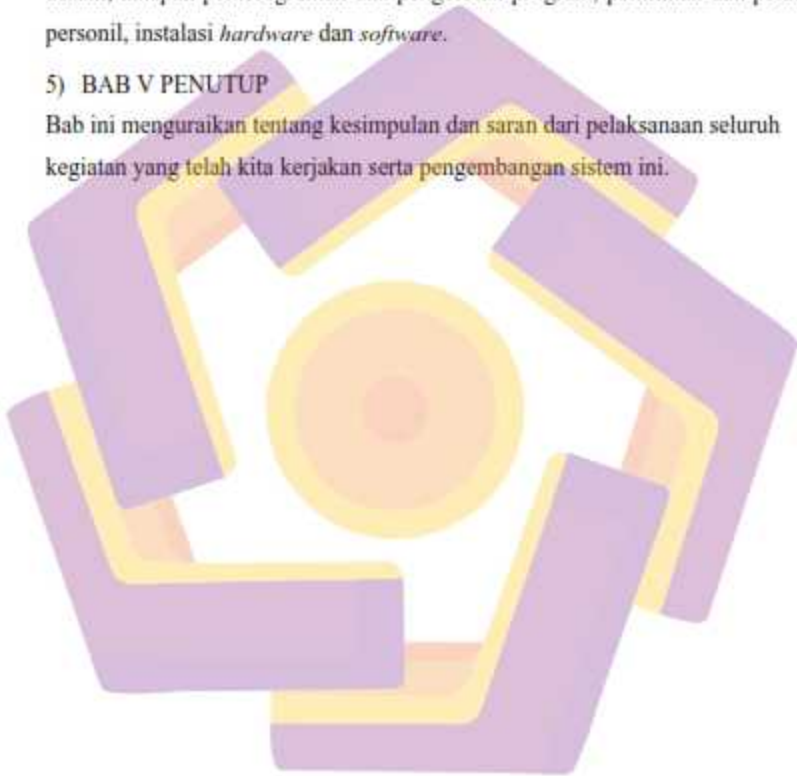 personil, instalasi hardware dan software.
5) BAB V PENUTUP
Bab ini menguraikan tentang kesimpulan dan saran dari pelaksanaan seluruh
kegiatan yang telah kita kerjakan serta pengembangan sistem ini.